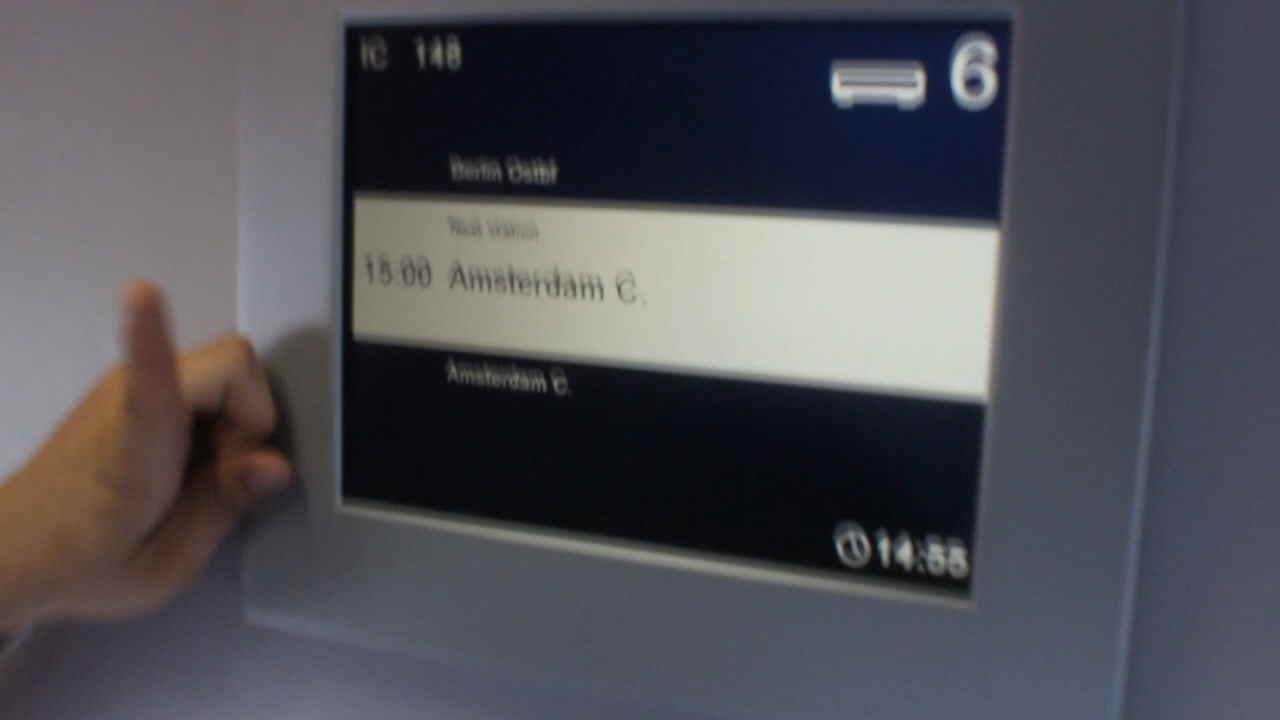 IC 148
6
Berlin Ostbf
Next station
15:00 Amsterdam C.
Amsterdam C.
14:55